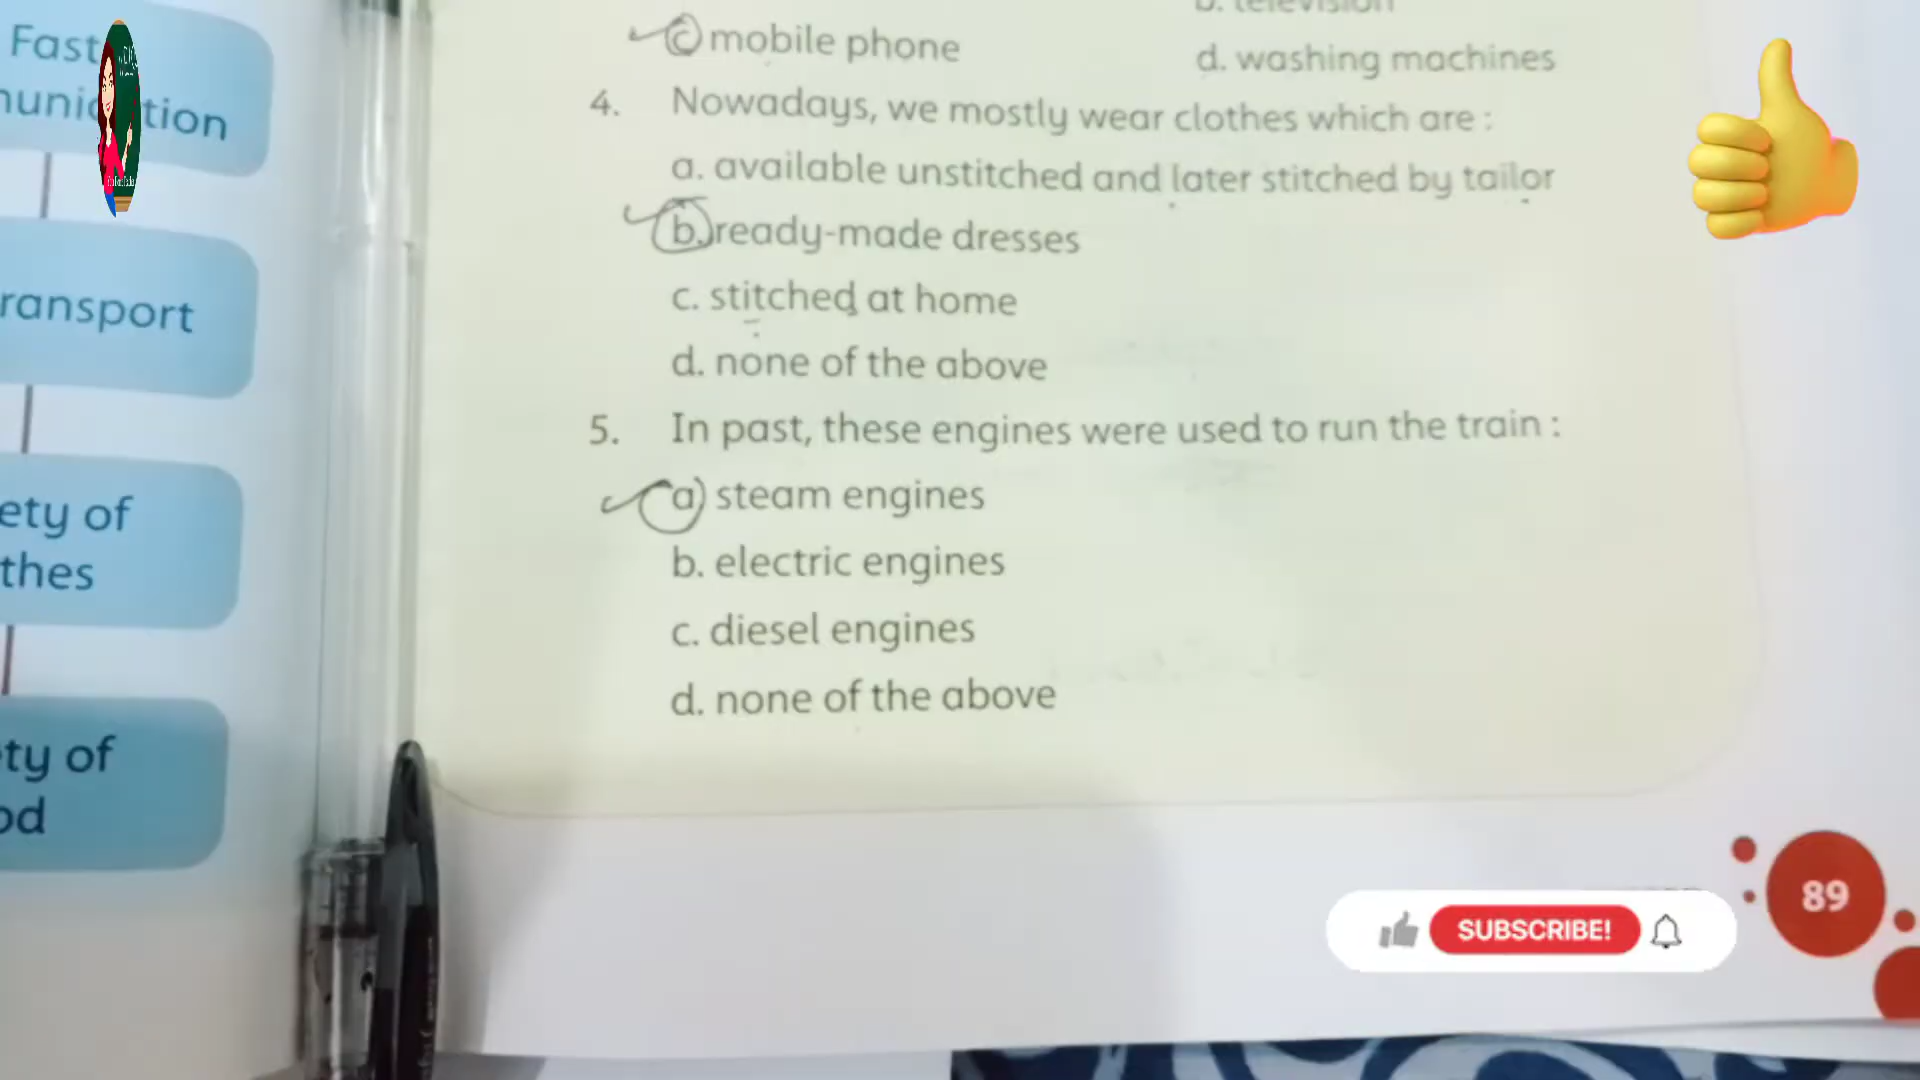 Fast
tion
ransport
ety of
thes
ty of
od
b. television
c. mobile phone
d. washing machines
4. Nowadays, we mostly wear clothes which are :
a. available unstitched and later stitched by tailor
b. ready-made dresses
c. stitched at home
d. none of the above
5. In past, these engines were used to run the train :
a. steam engines
b. electric engines
c. diesel engines
d. none of the above
89
SUBSCRIBE!